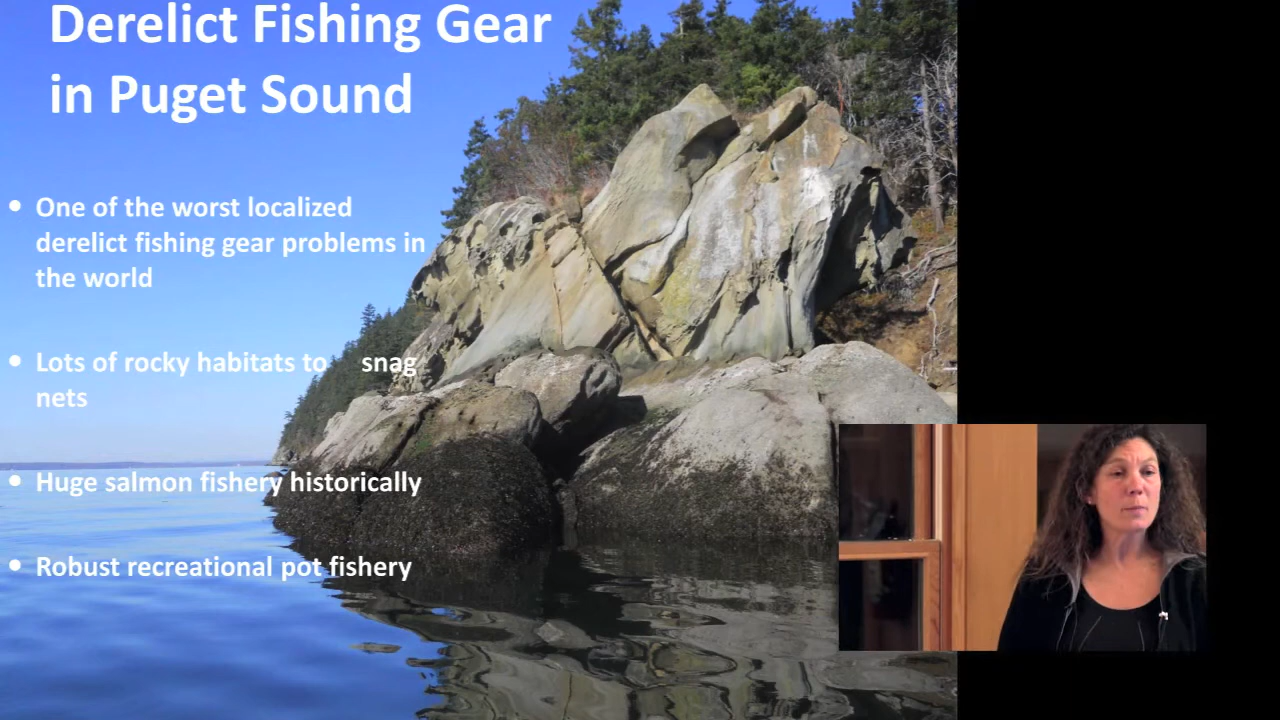 Derelict Fishing Gear
in Puget Sound
• One of the worst localized
derelict fishing gear problems in
the world
• Lots of rocky habitats to snag
nets
• Huge salmon fishery historically
• Robust recreational pot fishery